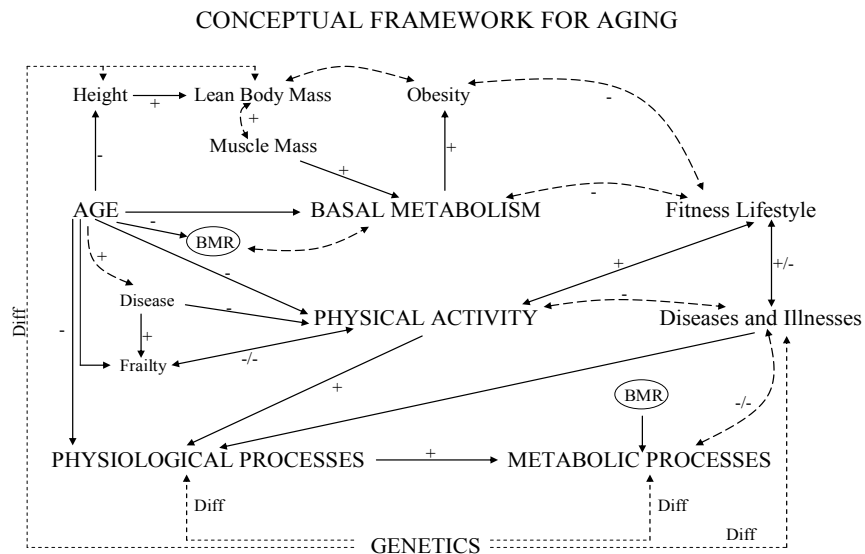 CONCEPTUAL FRAMEWORK FOR AGING
Height
+
Lean Body Mass
Obesity
-
+
Muscle Mass
+
+
-
AGE
BASAL METABOLISM
-
Fitness Lifestyle
-
BMR
+
-
+
+/-
Disease
-
PHYSICAL ACTIVITY
-
Diseases and Illnesses
Diff
-
+
Frailty
-/-
+
BMR
-/-
PHYSIOLOGICAL PROCESSES
+
METABOLIC PROCESSES
Diff
Diff
Diff
GENETICS